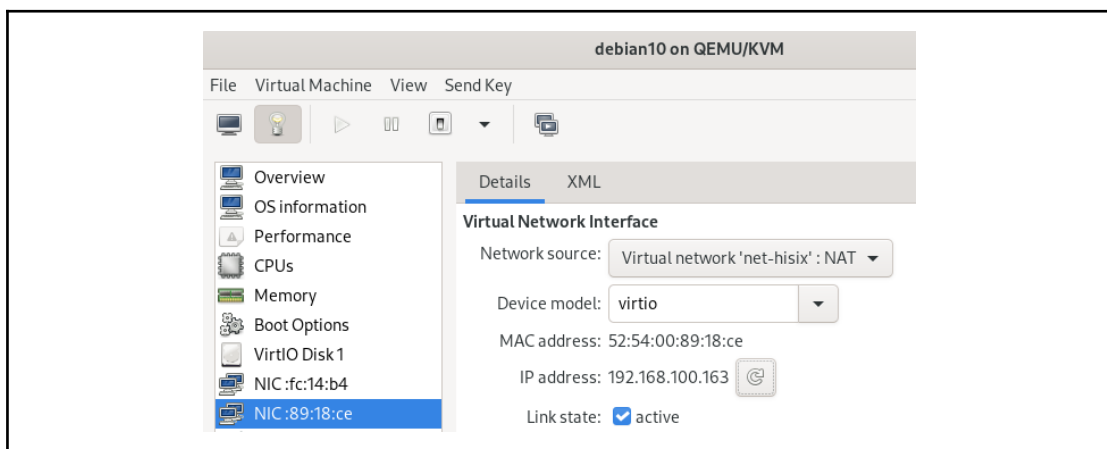 debian10 on QEMU/KVM
File Virtual Machine View Send Key
Overview
OS information
Performance
CPUs
Memory
Boot Options
VirtIO Disk 1
NIC :fc:14:b4
NIC :89:18:ce
Details XML
Virtual Network Interface
Network source: Virtual network 'net-hisix' : NAT
Device model: virtio
MAC address: 52:54:00:89:18:ce
IP address: 192.168.100.163
Link state: active